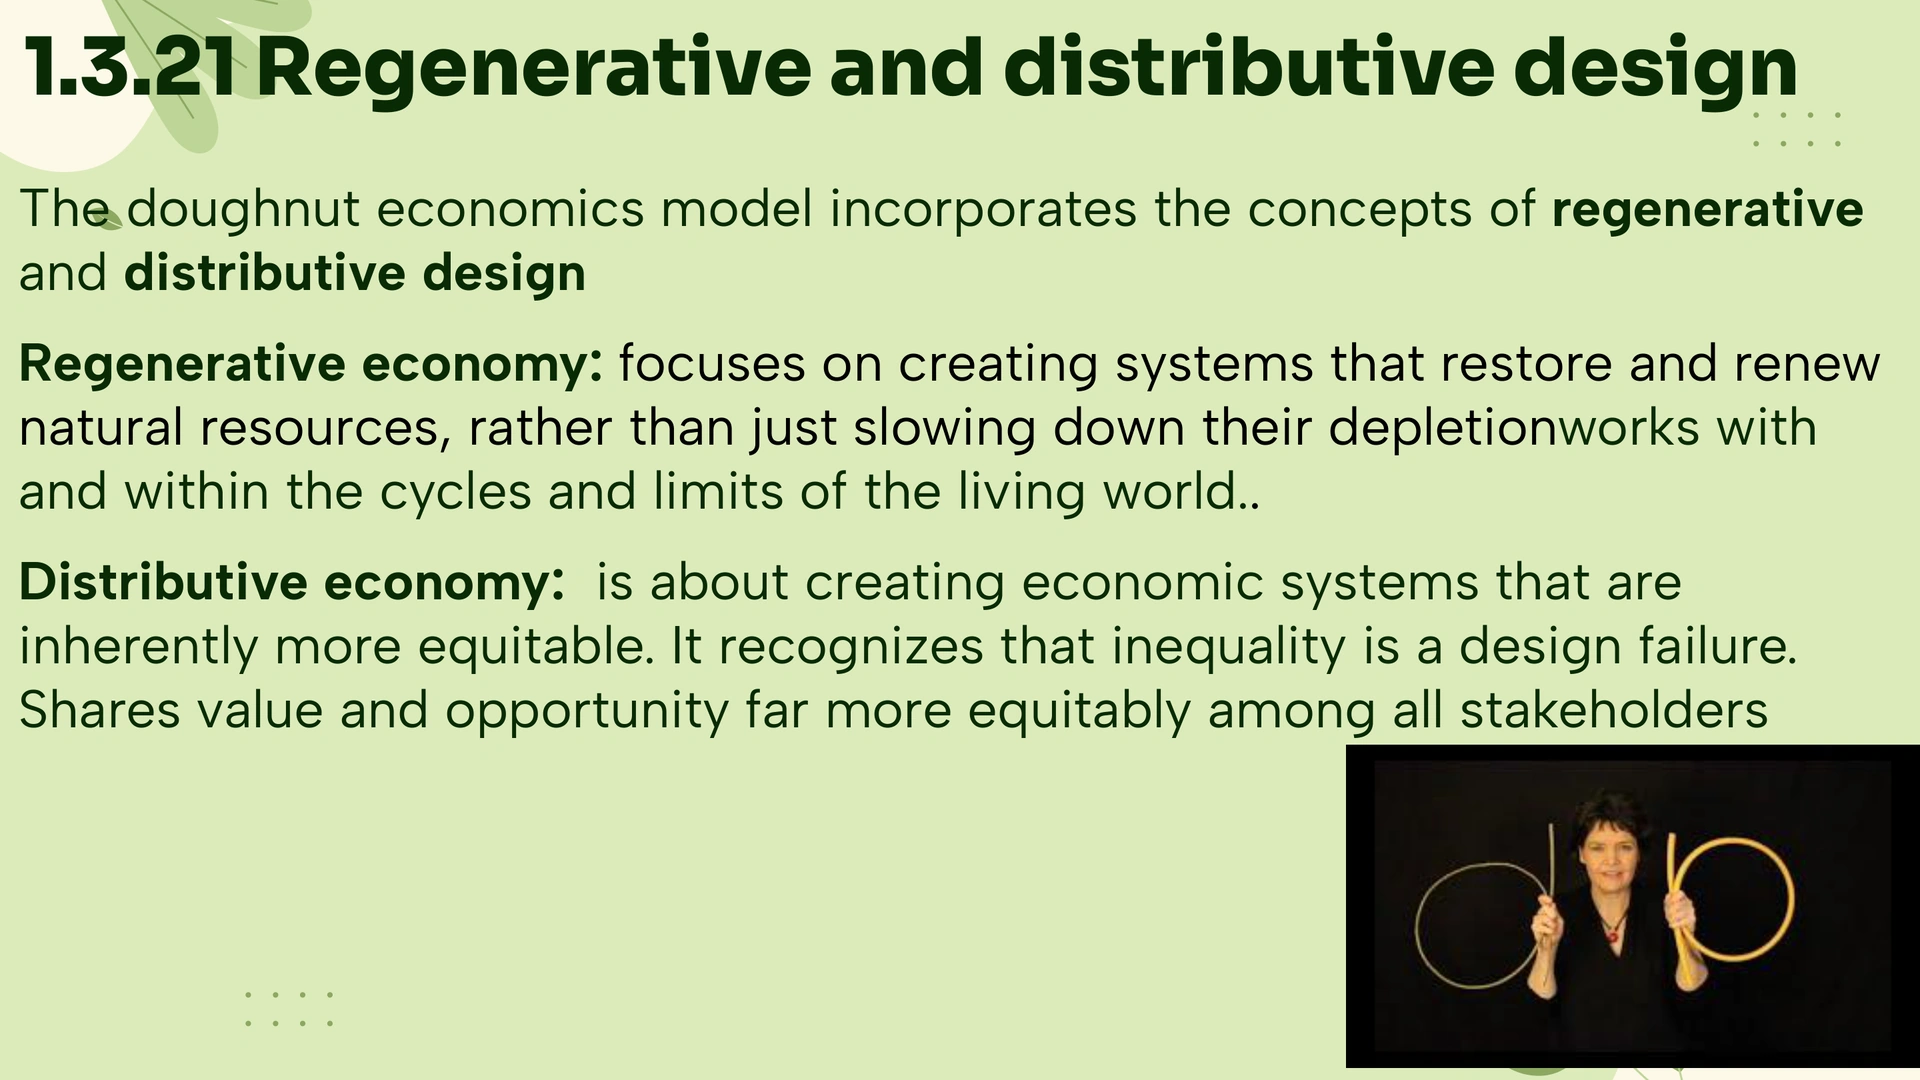 1.3.21 Regenerative and distributive design
The doughnut economics model incorporates the concepts of regenerative
and distributive design
Regenerative economy: focuses on creating systems that restore and renew
natural resources, rather than just slowing down their depletionworks with
and within the cycles and limits of the living world..
Distributive economy:  is about creating economic systems that are
inherently more equitable. It recognizes that inequality is a design failure.
Shares value and opportunity far more equitably among all stakeholders